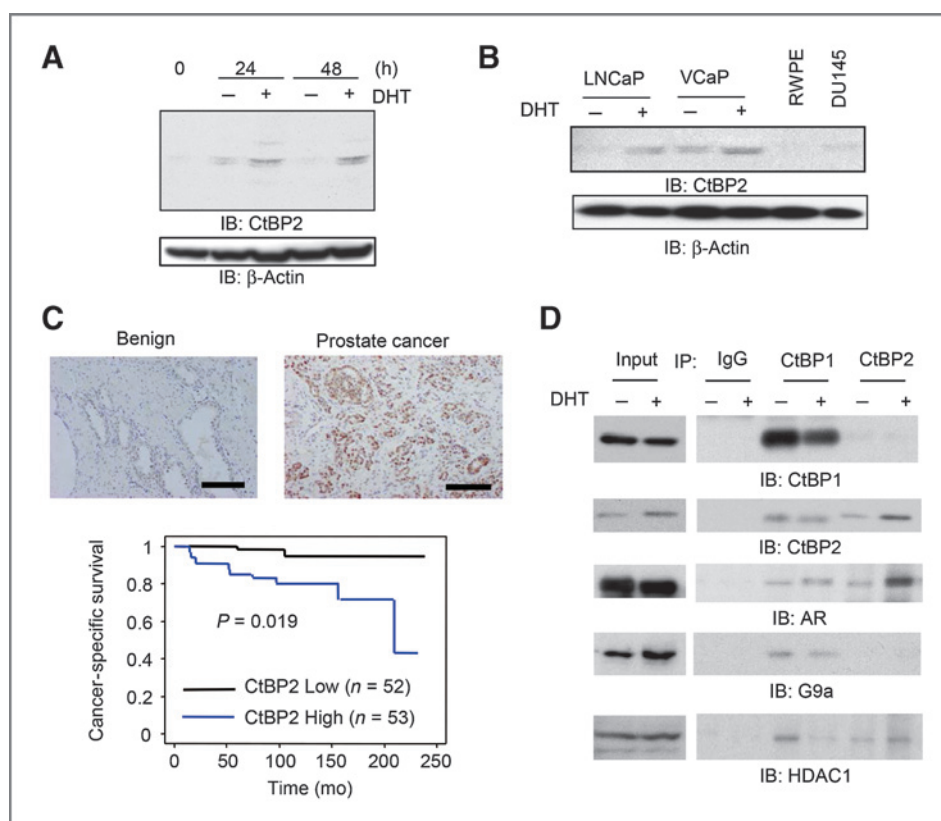 A
0 24 48 (h)
– + – + DHT
IB: CtBP2
IB: β-Actin
B
LNCaP VCaP RWPE DU145
DHT – + – +
IB: CtBP2
IB: β-Actin
C
Benign Prostate cancer
Cancer-specific survival
1
0.8
0.6
0.4
0.2
0
P = 0.019
CtBP2 Low (n = 52)
CtBP2 High (n = 53)
0 50 100 150 200 250
Time (mo)
D
Input IP: IgG CtBP1 CtBP2
DHT – + – + – + – +
IB: CtBP1
IB: CtBP2
IB: AR
IB: G9a
IB: HDAC1